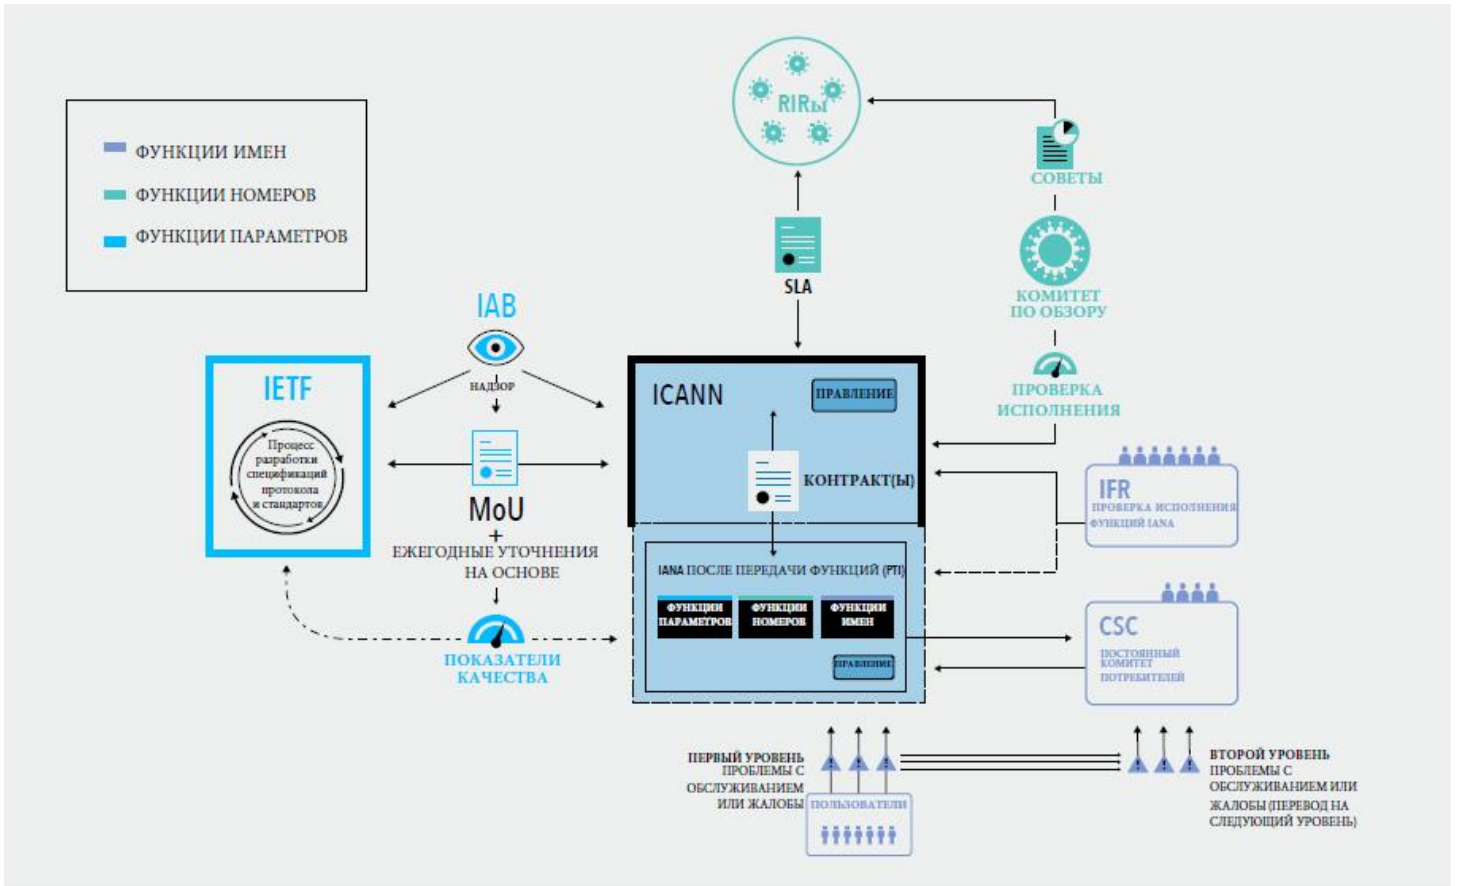 ФУНКЦИИ ИМЕН
ФУНКЦИИ НОМЕРОВ
ФУНКЦИИ ПАРАМЕТРОВ
RIRы
СОВЕТЫ
КОМИТЕТ
ПО ОБЗОРУ
ПРОВЕРКА
ИСПОЛНЕНИЯ
SLA
IAB
НАДЗОР
IETF
Процесс
разработки
спецификаций
протокола
и стандартов
MoU
+
ЕЖЕГОДНЫЕ УТОЧНЕНИЯ
НА ОСНОВЕ
ПОКАЗАТЕЛИ
КАЧЕСТВА
ICANN
ПРАВЛЕНИЕ
КОНТРАКТ(Ы)
IANA ПОСЛЕ ПЕРЕДАЧИ ФУНКЦИЙ (PTI)
ФУНКЦИИ
ПАРАМЕТРОВ
ФУНКЦИИ
НОМЕРОВ
ФУНКЦИИ
ИМЕН
ПРАВЛЕНИЕ
IFR
ПРОВЕРКА ИСПОЛНЕНИЯ
ФУНКЦИЙ IANA
CSC
ПОСТОЯННЫЙ
КОМИТЕТ
ПОТРЕБИТЕЛЕЙ
ПЕРВЫЙ УРОВЕНЬ
ПРОБЛЕМЫ С
ОБСЛУЖИВАНИЕМ
ИЛИ ЖАЛОБЫ
ПОЛЬЗОВАТЕЛИ
ВТОРОЙ УРОВЕНЬ
ПРОБЛЕМЫ С
ОБСЛУЖИВАНИЕМ ИЛИ
ЖАЛОБЫ (ПЕРЕВОД НА
СЛЕДУЮЩИЙ УРОВЕНЬ)